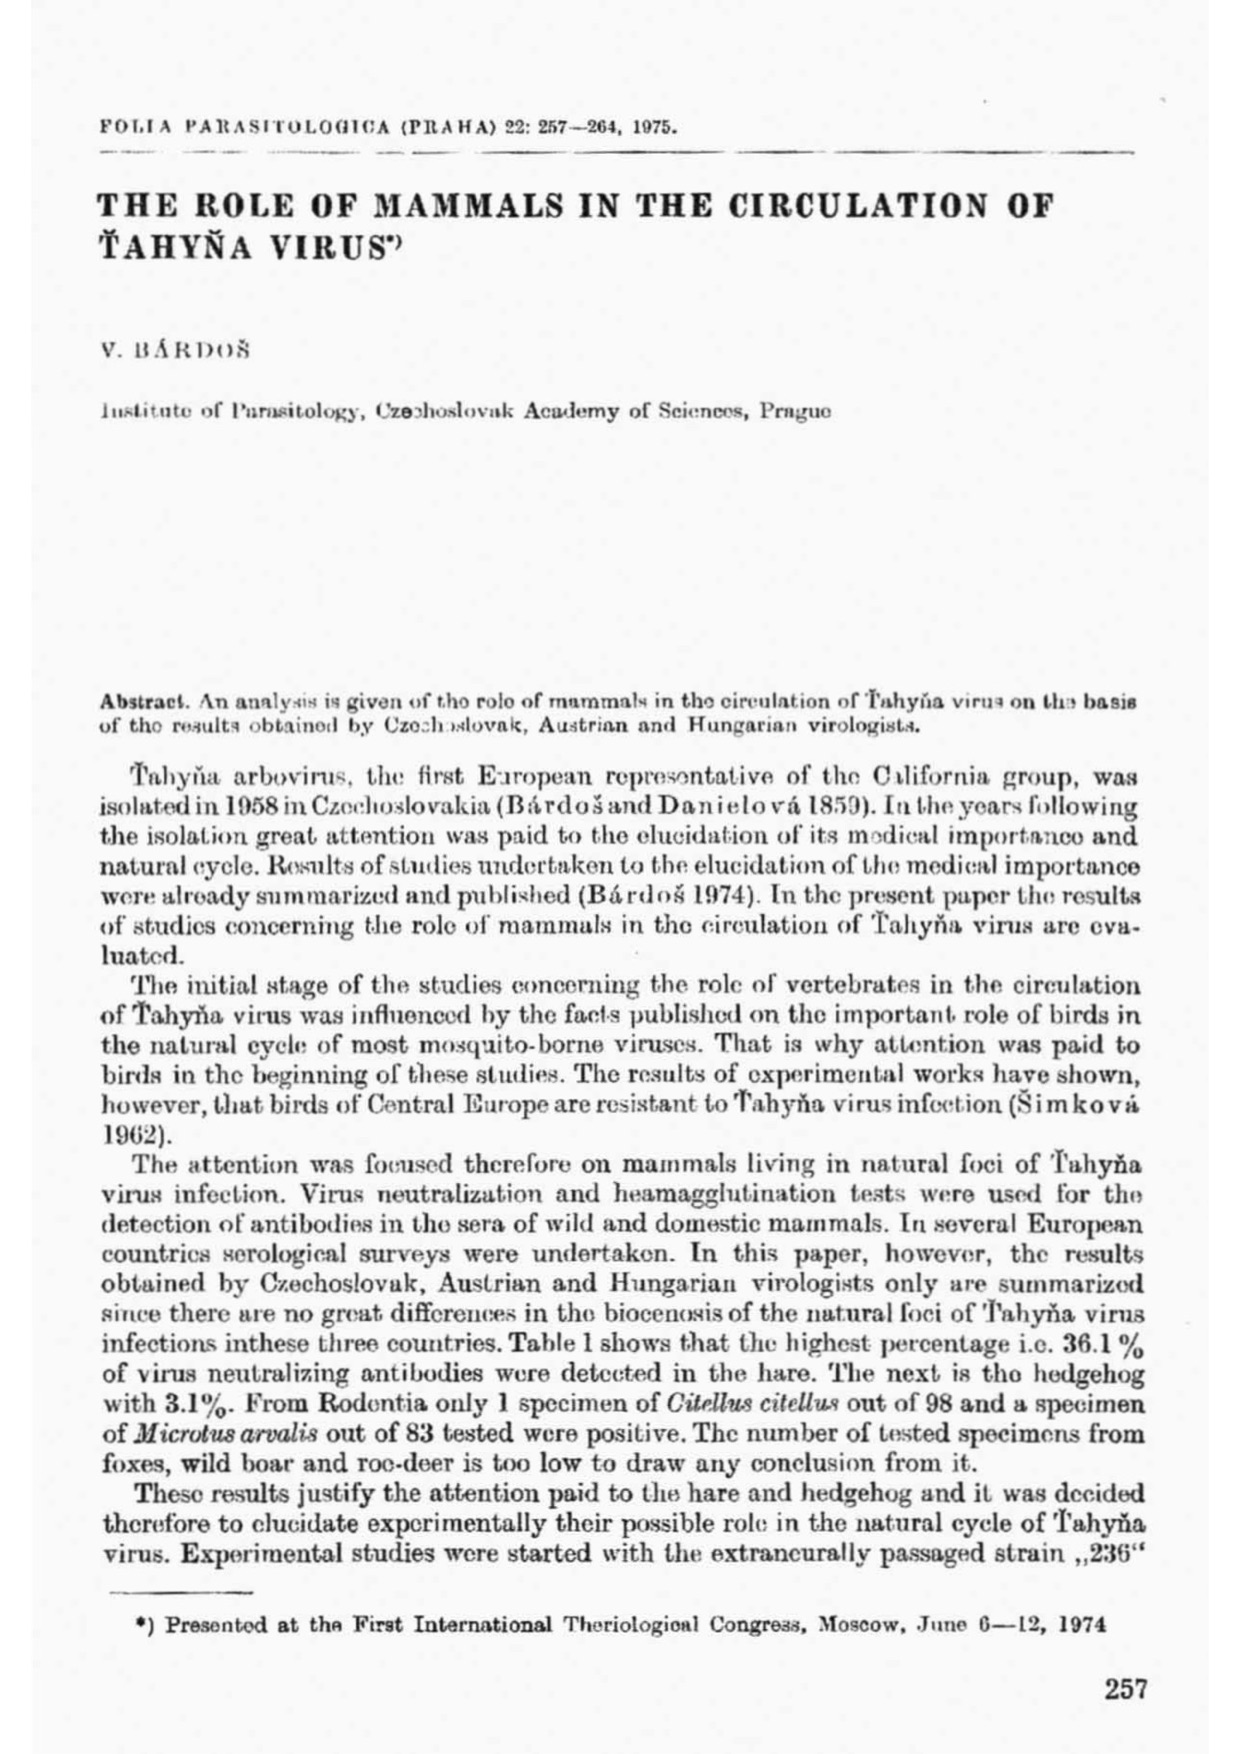 FOLIA PARASITOLOGICA (PRAHA) 22: 257—264, 1975.
THE ROLE OF MAMMALS IN THE CIRCULATION OF
ŤAHYŇA VIRUS*)
V. BÁRDOŠ
Institute of Parasitology, Czechoslovak Academy of Sciences, Prague
Abstract. An analysis is given of the role of mammals in the circulation of Ťahyňa virus on the basis
of the results obtained by Czechoslovak, Austrian and Hungarian virologists.
Ťahyňa arbovirus, the first European representative of the California group, was
isolated in 1958 in Czechoslovakia (Bárdoš and Danielová 1859). In the years following
the isolation great attention was paid to the elucidation of its medical importance and
natural cycle. Results of studies undertaken to the elucidation of the medical importance
were already summarized and published (Bárdoš 1974). In the present paper the results
of studies concerning the role of mammals in the circulation of Ťahyňa virus are eva-
luated.
The initial stage of the studies concerning the role of vertebrates in the circulation
of Ťahyňa virus was influenced by the facts published on the important role of birds in
the natural cycle of most mosquito-borne viruses. That is why attention was paid to
birds in the beginning of these studies. The results of experimental works have shown,
however, that birds of Central Europe are resistant to Ťahyňa virus infection (Šimková
1962).
The attention was focused therefore on mammals living in natural foci of Ťahyňa
virus infection. Virus neutralization and heamagglutination tests were used for the
detection of antibodies in the sera of wild and domestic mammals. In several European
countries serological surveys were undertaken. In this paper, however, the results
obtained by Czechoslovak, Austrian and Hungarian virologists only are summarized
since there are no great differences in the biocenosis of the natural foci of Ťahyňa virus
infections inthese three countries. Table 1 shows that the highest percentage i.e. 36.1 %
of virus neutralizing antibodies were detected in the hare. The next is the hedgehog
with 3.1%. From Rodentia only 1 specimen of Citellus citellus out of 98 and a specimen
of Microtus arvalis out of 83 tested were positive. The number of tested specimens from
foxes, wild boar and roe-deer is too low to draw any conclusion from it.
These results justify the attention paid to the hare and hedgehog and it was decided
therefore to elucidate experimentally their possible role in the natural cycle of Ťahyňa
virus. Experimental studies were started with the extraneurally passaged strain „236“
*) Presented at the First International Theriological Congress, Moscow, June 6—12, 1974
257